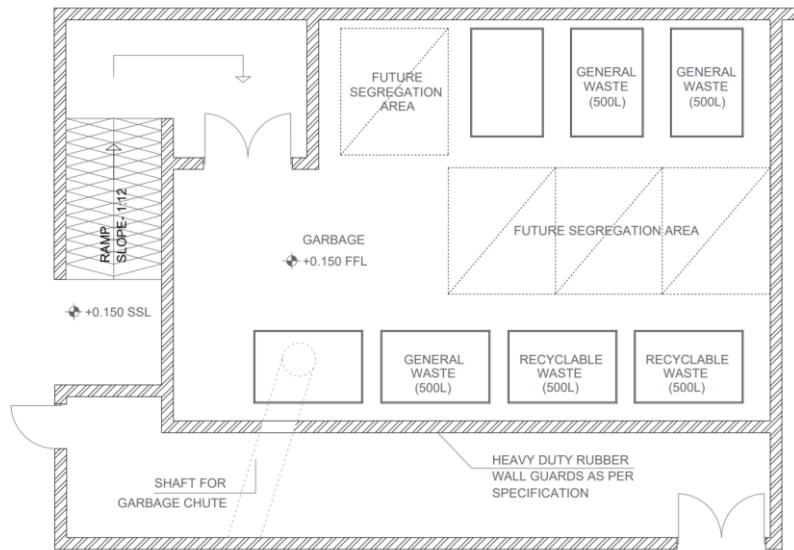 FUTURE
SEGREGATION
AREA
GENERAL
WASTE
(500L)
GENERAL
WASTE
(500L)
RAMP
SLOPE- 1:12
FUTURE SEGREGATION AREA
GARBAGE
+0.150 FFL
+0.150 SSL
GENERAL
WASTE
(500L)
RECYCLABLE
WASTE
(500L)
RECYCLABLE
WASTE
(500L)
SHAFT FOR
GARBAGE CHUTE
HEAVY DUTY RUBBER
WALL GUARDS AS PER
SPECIFICATION